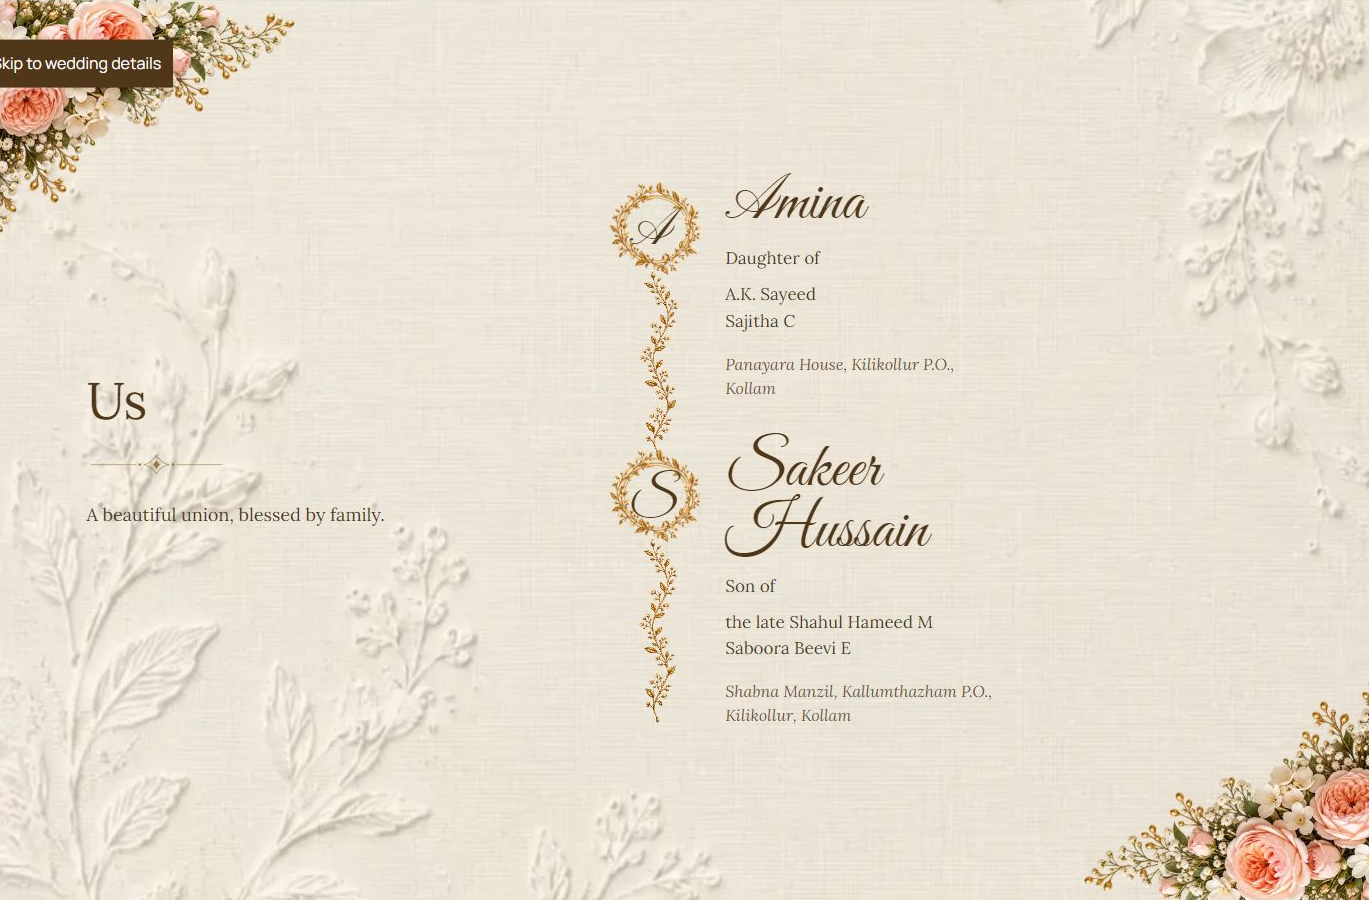 Skip to wedding details
Us
A beautiful union, blessed by family.
A
Amina
Daughter of
A.K. Sayeed
Sajitha C
Panayara House, Kilikollur P.O.,
Kollam
S
Sakeer
Hussain
Son of
the late Shahul Hameed M
Saboora Beevi E
Shabna Manzil, Kallumthazham P.O.,
Kilikollur, Kollam